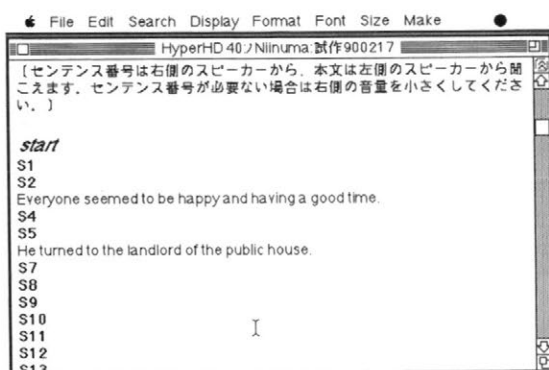 File Edit Search Display Format Font Size Make
HyperHD 40:ノNiinuma:試作900217
〔センテンス番号は右側のスピーカーから，本文は左側のスピーカーから聞
こえます．センテンス番号が必要ない場合は右側の音量を小さくしてくださ
い．〕
start
S1
S2
Everyone seemed to be happy and having a good time.
S4
S5
He turned to the landlord of the public house.
S7
S8
S9
S10
S11
S12
S13